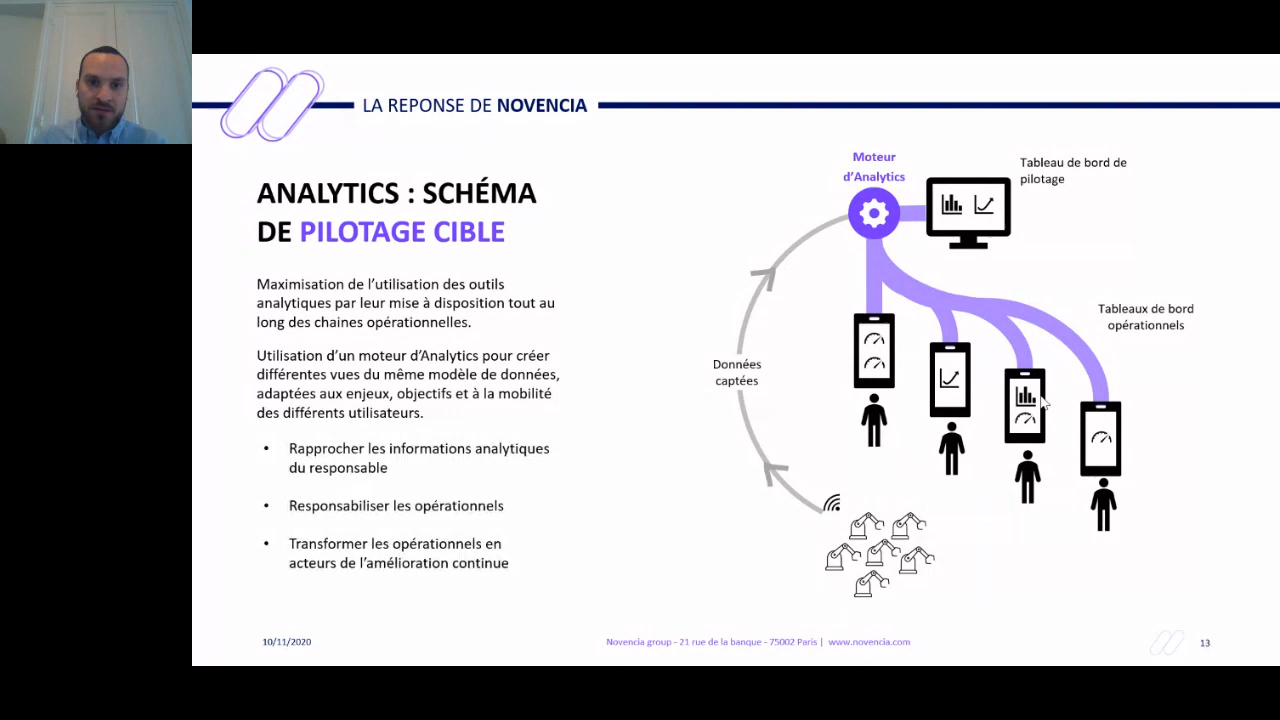 LA REPONSE DE NOVENCIA
ANALYTICS : SCHÉMA
DE PILOTAGE CIBLE
Maximisation de l’utilisation des outils
analytiques par leur mise à disposition tout au
long des chaines opérationnelles.
Utilisation d’un moteur d’Analytics pour créer
différentes vues du même modèle de données,
adaptées aux enjeux, objectifs et à la mobilité
des différents utilisateurs.
• Rapprocher les informations analytiques
du responsable
• Responsabiliser les opérationnels
• Transformer les opérationnels en
acteurs de l’amélioration continue
Moteur
d’Analytics
Tableau de bord de
pilotage
Tableaux de bord
opérationnels
Données
captées
10/11/2020
Novencia group - 21 rue de la banque - 75002 Paris | www.novencia.com
13